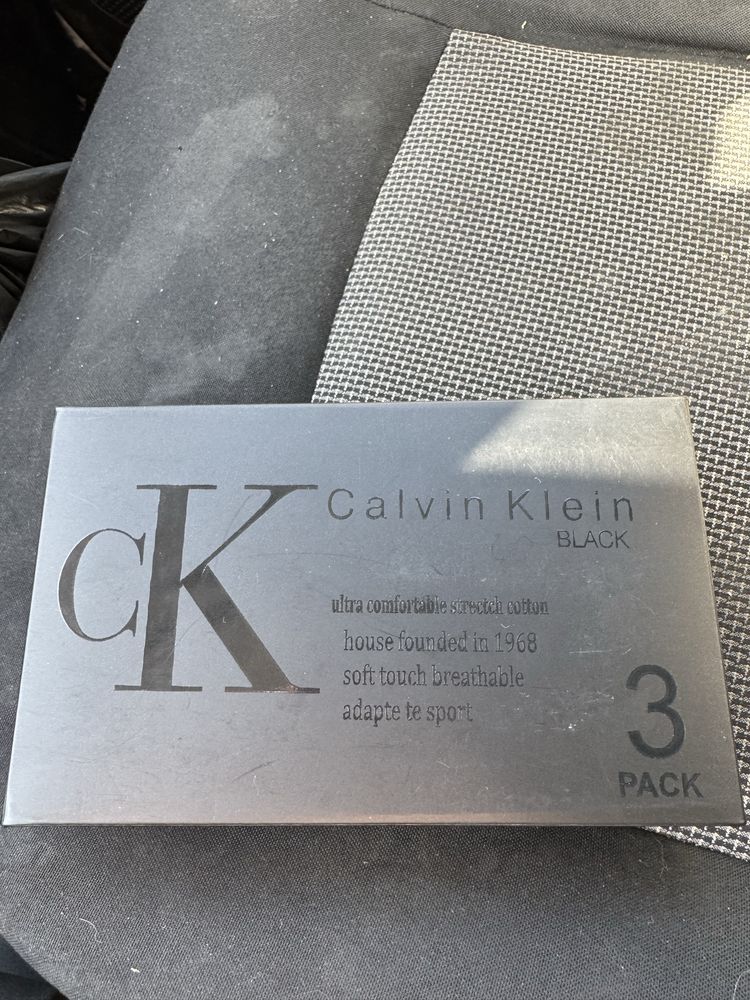 CK
Calvin Klein
BLACK
ultra comfortable strectch cotton
house founded in 1968
soft touch breathable
adapte te sport
3
PACK